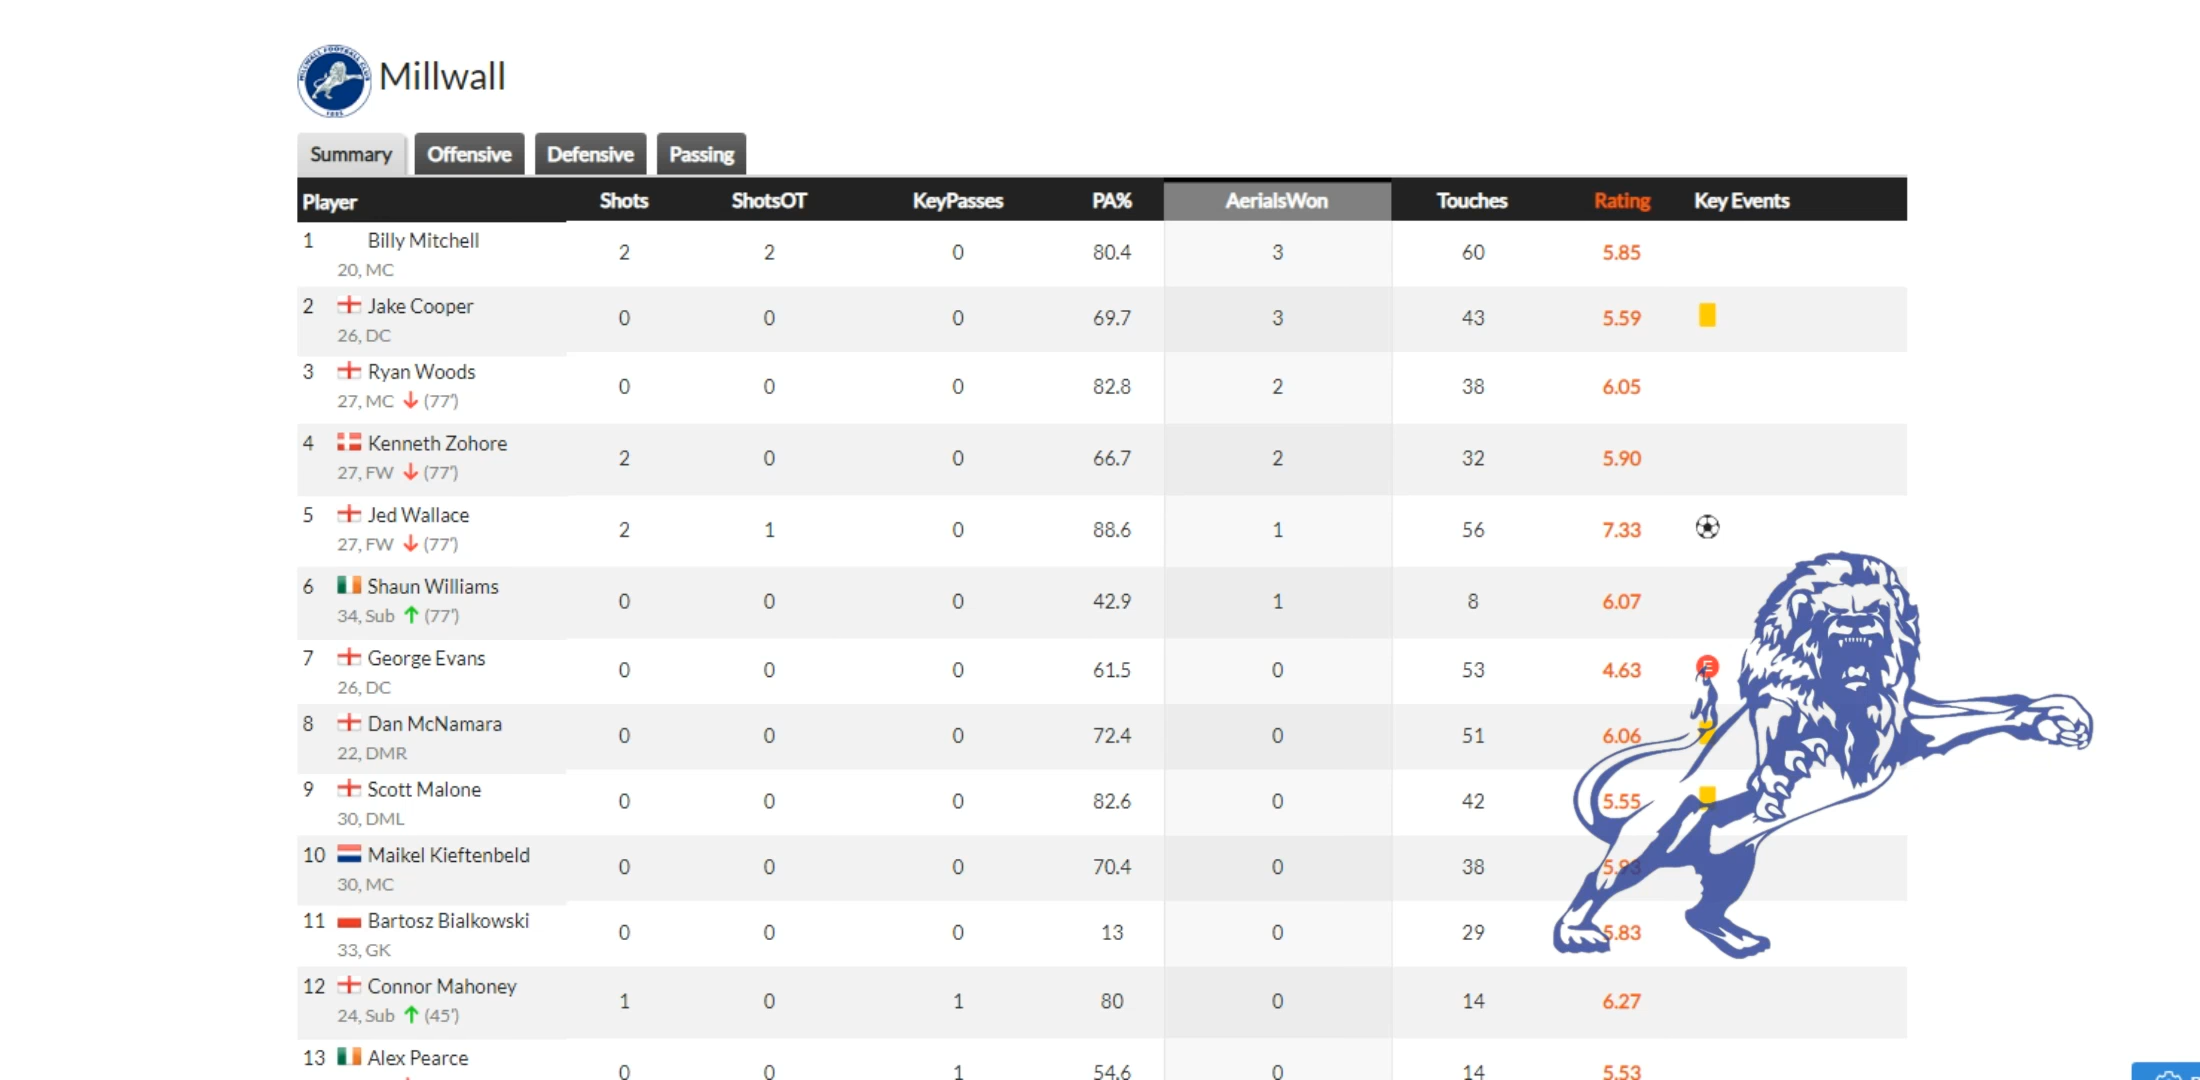 MILLWALL FOOTBALL CLUB
1885
Millwall
Summary Offensive Defensive Passing
Player Shots ShotsOT KeyPasses PA% AerialsWon Touches Rating Key Events
1 Billy Mitchell 2 2 0 80.4 3 60 5.85
20, MC
2 Jake Cooper 0 0 0 69.7 3 43 5.59
26, DC
3 Ryan Woods 0 0 0 82.8 2 38 6.05
27, MC (77')
4 Kenneth Zohore 2 0 0 66.7 2 32 5.90
27, FW (77')
5 Jed Wallace 2 1 0 88.6 1 56 7.33
27, FW (77')
6 Shaun Williams 0 0 0 42.9 1 8 6.07
34, Sub (77')
7 George Evans 0 0 0 61.5 0 53 4.63 E
26, DC
8 Dan McNamara 0 0 0 72.4 0 51 6.06
22, DMR
9 Scott Malone 0 0 0 82.6 0 42 5.55
30, DML
10 Maikel Kieftenbeld 0 0 0 70.4 0 38 5.93
30, MC
11 Bartosz Bialkowski 0 0 0 13 0 29 5.83
33, GK
12 Connor Mahoney 1 0 1 80 0 14 6.27
24, Sub (45')
13 Alex Pearce 0 0 1 54.6 0 14 5.53